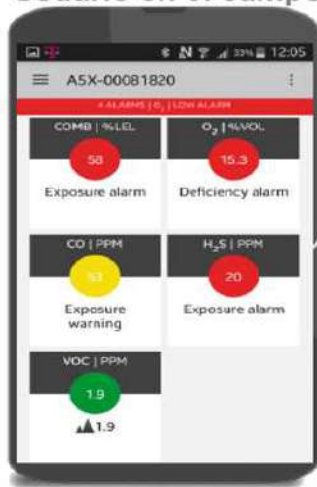 33% 12:05
A5X-00081820
4 ALARMS | O₂ | LOW ALARM
COMB | %LEL
O₂ | %VOL
58
15.3
Exposure alarm
Deficiency alarm
CO | PPM
H₂S | PPM
53
20
Exposure warning
Exposure alarm
VOC | PPM
1.9
1.9